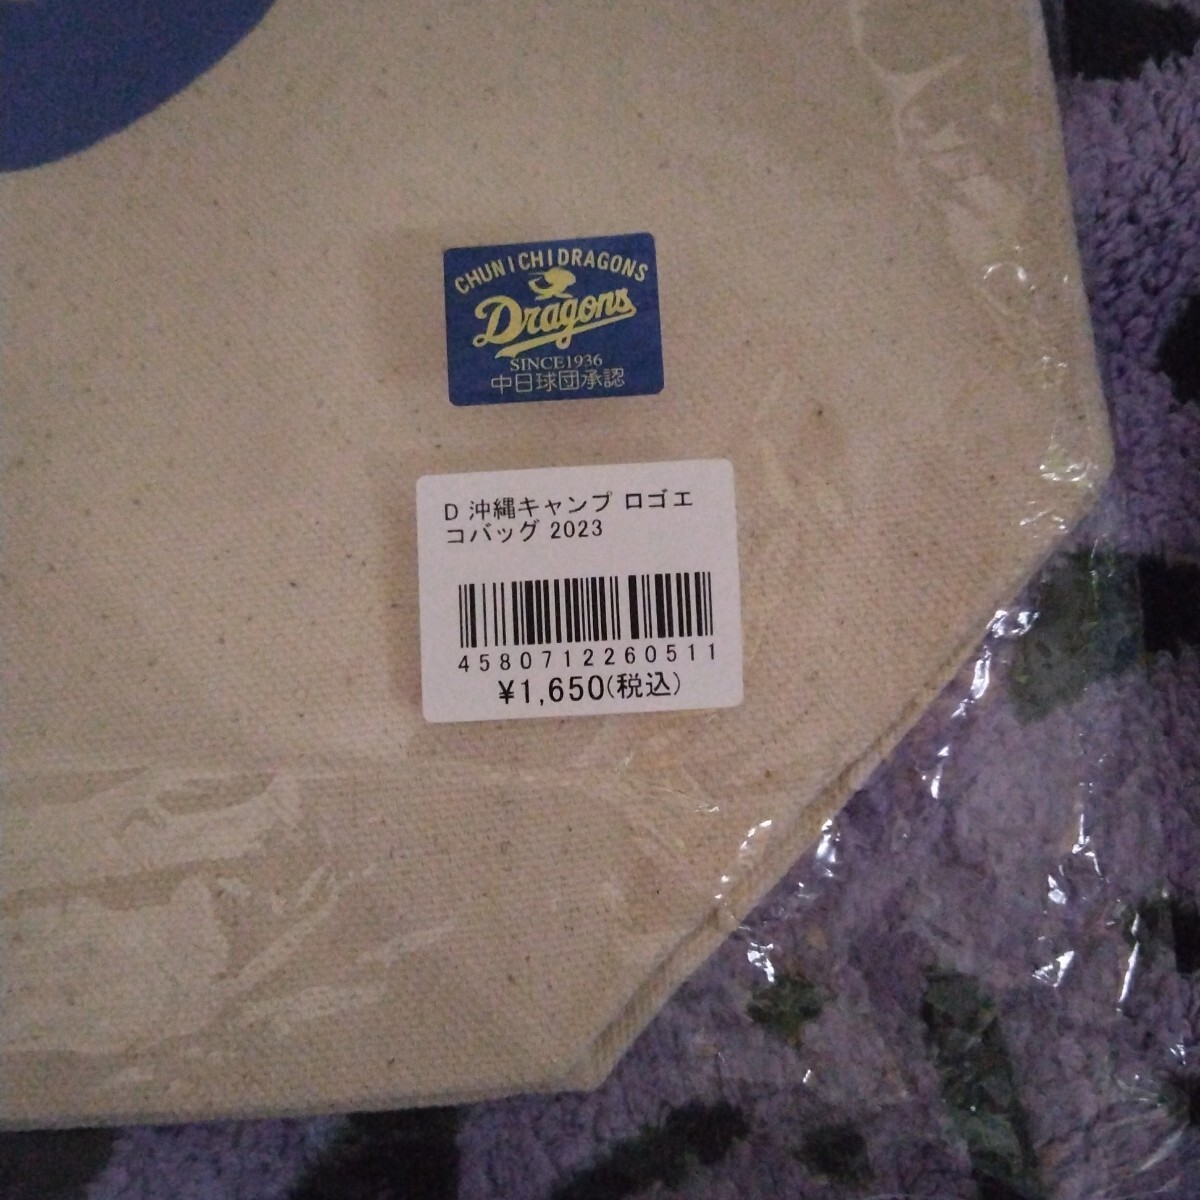 CHUNICHIDRAGONS
Dragons
SINCE1936
中日球団承認
D 沖縄キャンプ ロゴエ
コバッグ 2023
4580712260511
¥1,650(税込)